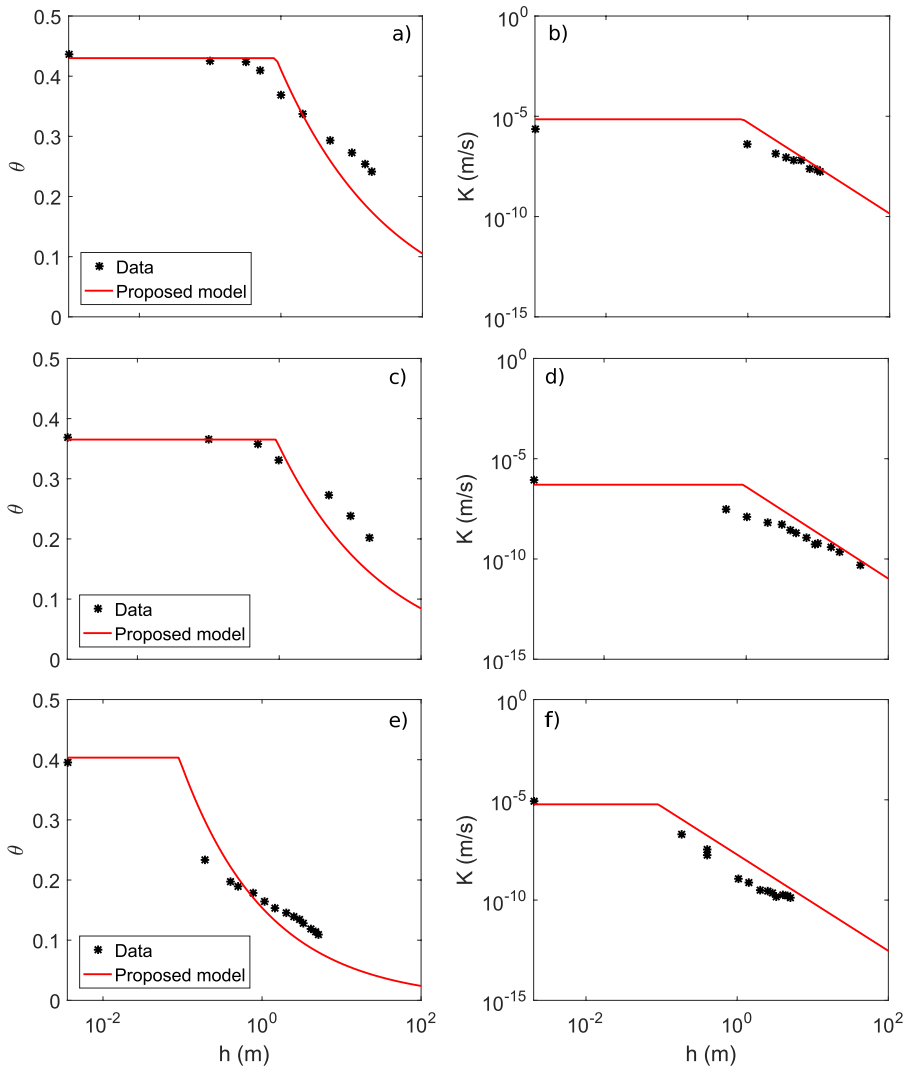 0.5
0.4
0.3
0.2
0.1
0
θ
a)
Data
Proposed model
10^0
10^-5
10^-10
10^-15
K (m/s)
b)
0.5
0.4
0.3
0.2
0.1
0
θ
c)
Data
Proposed model
10^0
10^-5
10^-10
10^-15
K (m/s)
d)
0.5
0.4
0.3
0.2
0.1
0
θ
e)
Data
Proposed model
10^-2 10^0 10^2
h (m)
10^0
10^-5
10^-10
10^-15
K (m/s)
f)
10^-2 10^0 10^2
h (m)